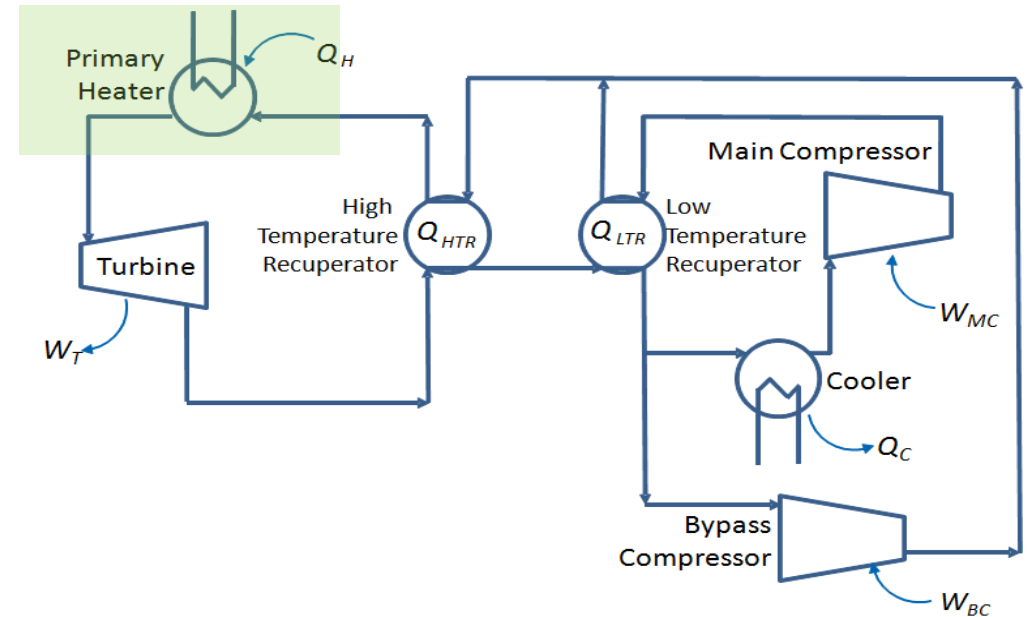 Primary
Heater
Q_H
Main Compressor
High
Temperature
Recuperator
Q_HTR
Q_LTR
Low
Temperature
Recuperator
Turbine
W_T
W_MC
Cooler
Q_C
Bypass
Compressor
W_BC